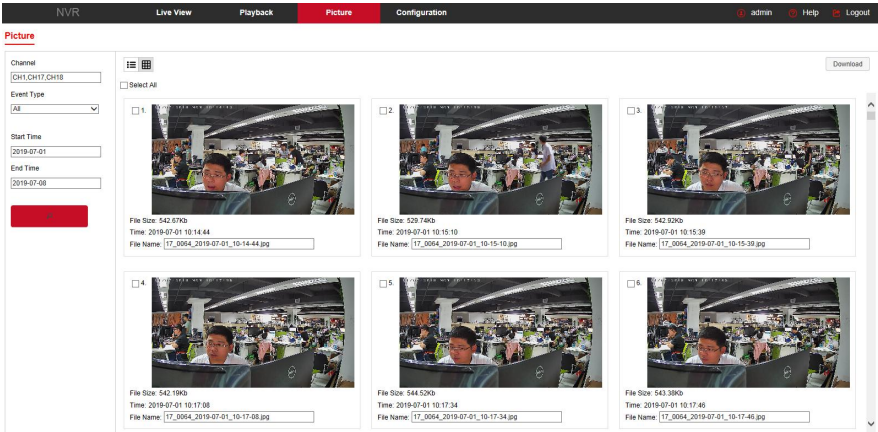 NVR Live View Playback Picture Configuration admin Help Logout
Picture
Channel
CH1,CH17,CH18
Event Type
All
Start Time
2019-07-01
End Time
2019-07-08
Download
Select All
1.
File Size: 542.67Kb
Time: 2019-07-01 10:14:44
File Name: 17_0064_2019-07-01_10-14-44.jpg
2.
File Size: 529.74Kb
Time: 2019-07-01 10:15:10
File Name: 17_0064_2019-07-01_10-15-10.jpg
3.
File Size: 542.92Kb
Time: 2019-07-01 10:15:39
File Name: 17_0064_2019-07-01_10-15-39.jpg
4.
File Size: 542.19Kb
Time: 2019-07-01 10:17:08
File Name: 17_0064_2019-07-01_10-17-08.jpg
5.
File Size: 544.52Kb
Time: 2019-07-01 10:17:34
File Name: 17_0064_2019-07-01_10-17-34.jpg
6.
File Size: 543.38Kb
Time: 2019-07-01 10:17:46
File Name: 17_0064_2019-07-01_10-17-46.jpg